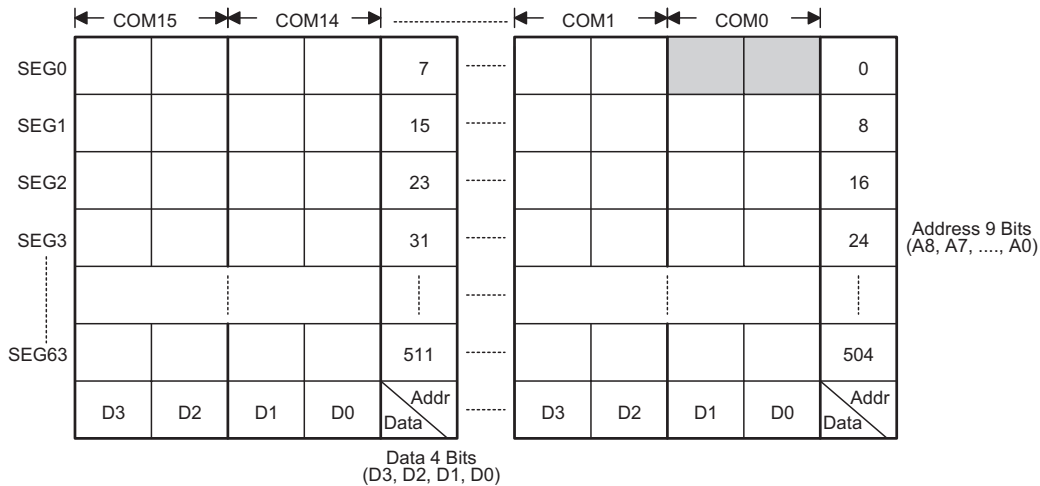 COM15 COM14 COM1 COM0
SEG0 7 0
SEG1 15 8
SEG2 23 16
SEG3 31 24
Address 9 Bits
(A8, A7, ...., A0)
SEG63 511 504
D3 D2 D1 D0 Addr Data D3 D2 D1 D0 Addr Data
Data 4 Bits
(D3, D2, D1, D0)